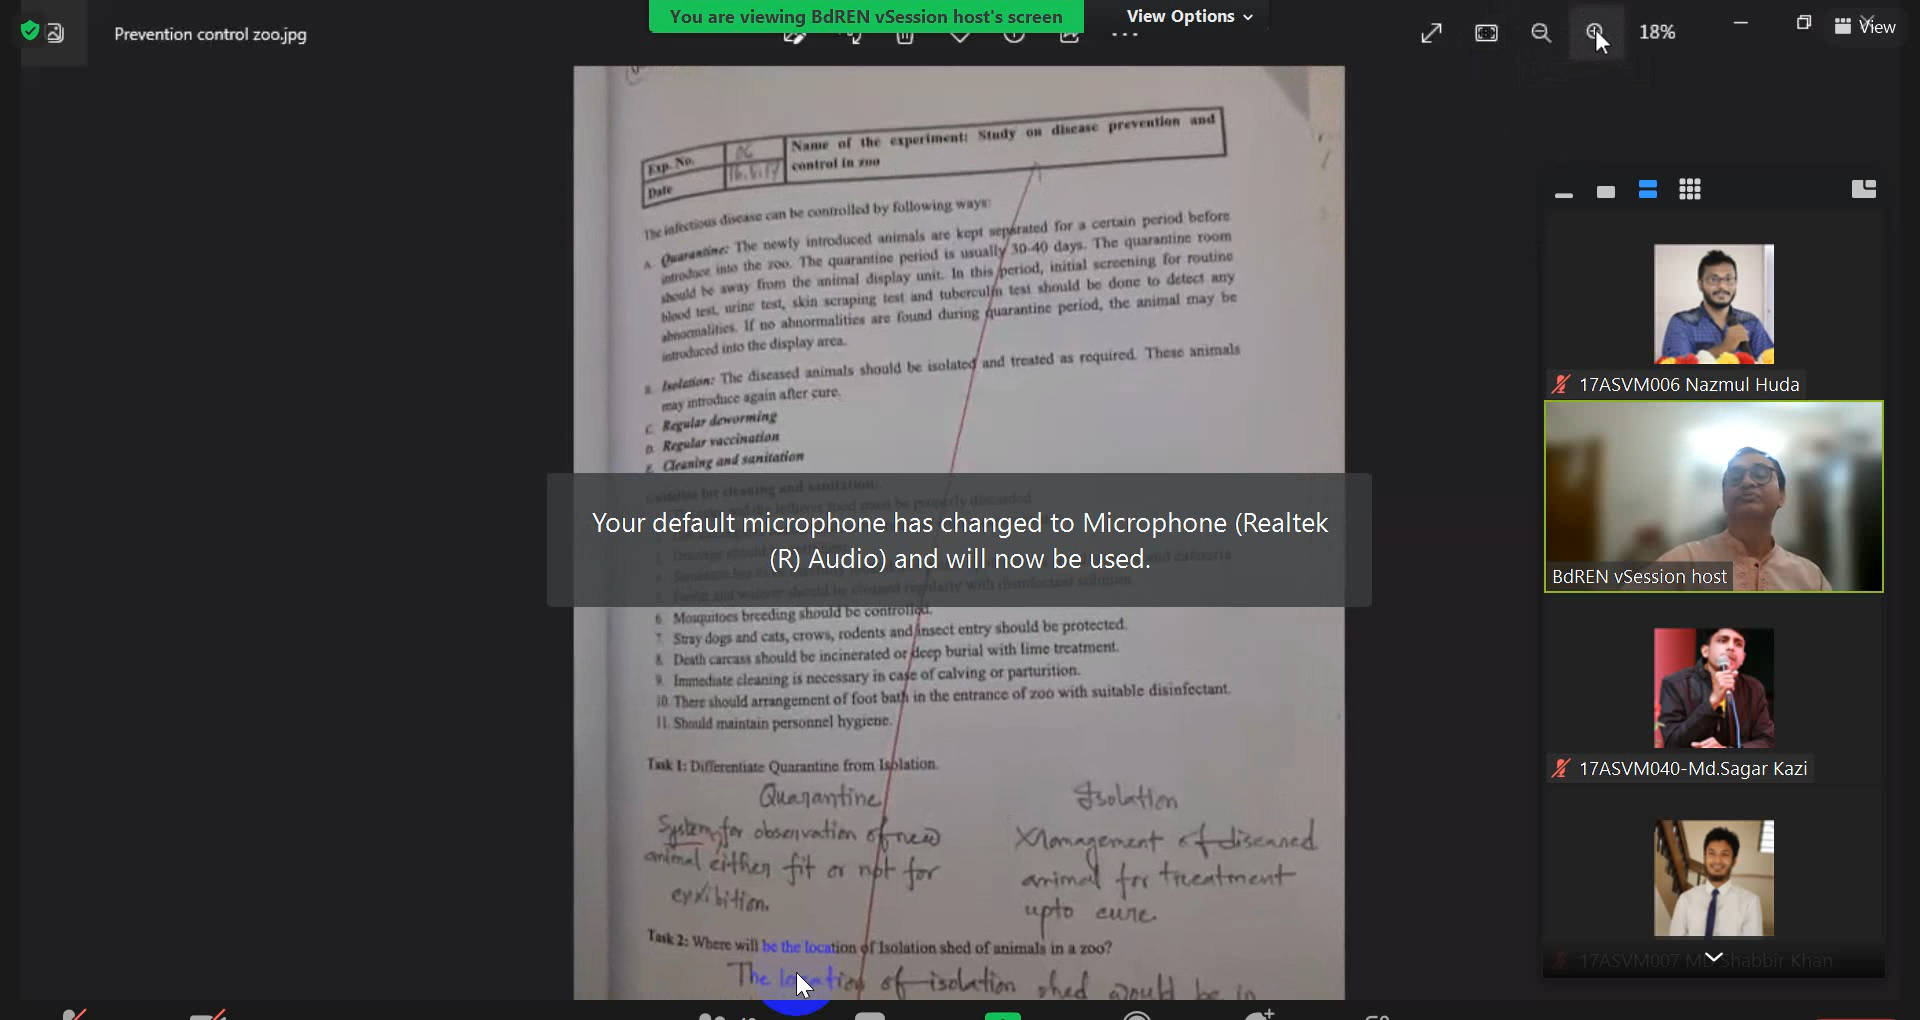 You are viewing BdREN vSession host's screen
View Options
Prevention control zoo.jpg
18%
View
Exp. No.
Date
Name of the experiment: Study on disease prevention and
control in zoo
The infectious disease can be controlled by following ways:
A. Quarantine: The newly introduced animals are kept separated for a certain period before
introduce into the zoo. The quarantine period is usually 30-40 days. The quarantine room
should be away from the animal display unit. In this period, initial screening for routine
blood test, urine test, skin scraping test and tuberculin test should be done to detect any
abnormalities. If no abnormalities are found during quarantine period, the animal may be
introduced into the display area.
B. Isolation: The diseased animals should be isolated and treated as required. These animals
may introduce again after cure.
C. Regular deworming
D. Regular vaccination
E. Cleaning and sanitation
Your default microphone has changed to Microphone (Realtek
(R) Audio) and will now be used.
6. Mosquitoes breeding should be controlled.
7. Stray dogs and cats, crows, rodents and insect entry should be protected.
8. Death carcass should be incinerated or deep burial with lime treatment.
9. Immediate cleaning is necessary in case of calving or parturition.
10. There should arrangement of foot bath in the entrance of zoo with suitable disinfectant.
11. Should maintain personnel hygiene.
Task 1: Differentiate Quarantine from Isolation.
Quarantine
System for observation of new
animal either fit or not for
exxibition.
Isolation
Management of diseased
animal for treatment
upto cure.
Task 2: Where will be the location of Isolation shed of animals in a zoo?
The location of isolation shed would be in
17ASVM006 Nazmul Huda
BdREN vSession host
17ASVM040-Md.Sagar Kazi
17ASVM007 MD Shabbir Khan